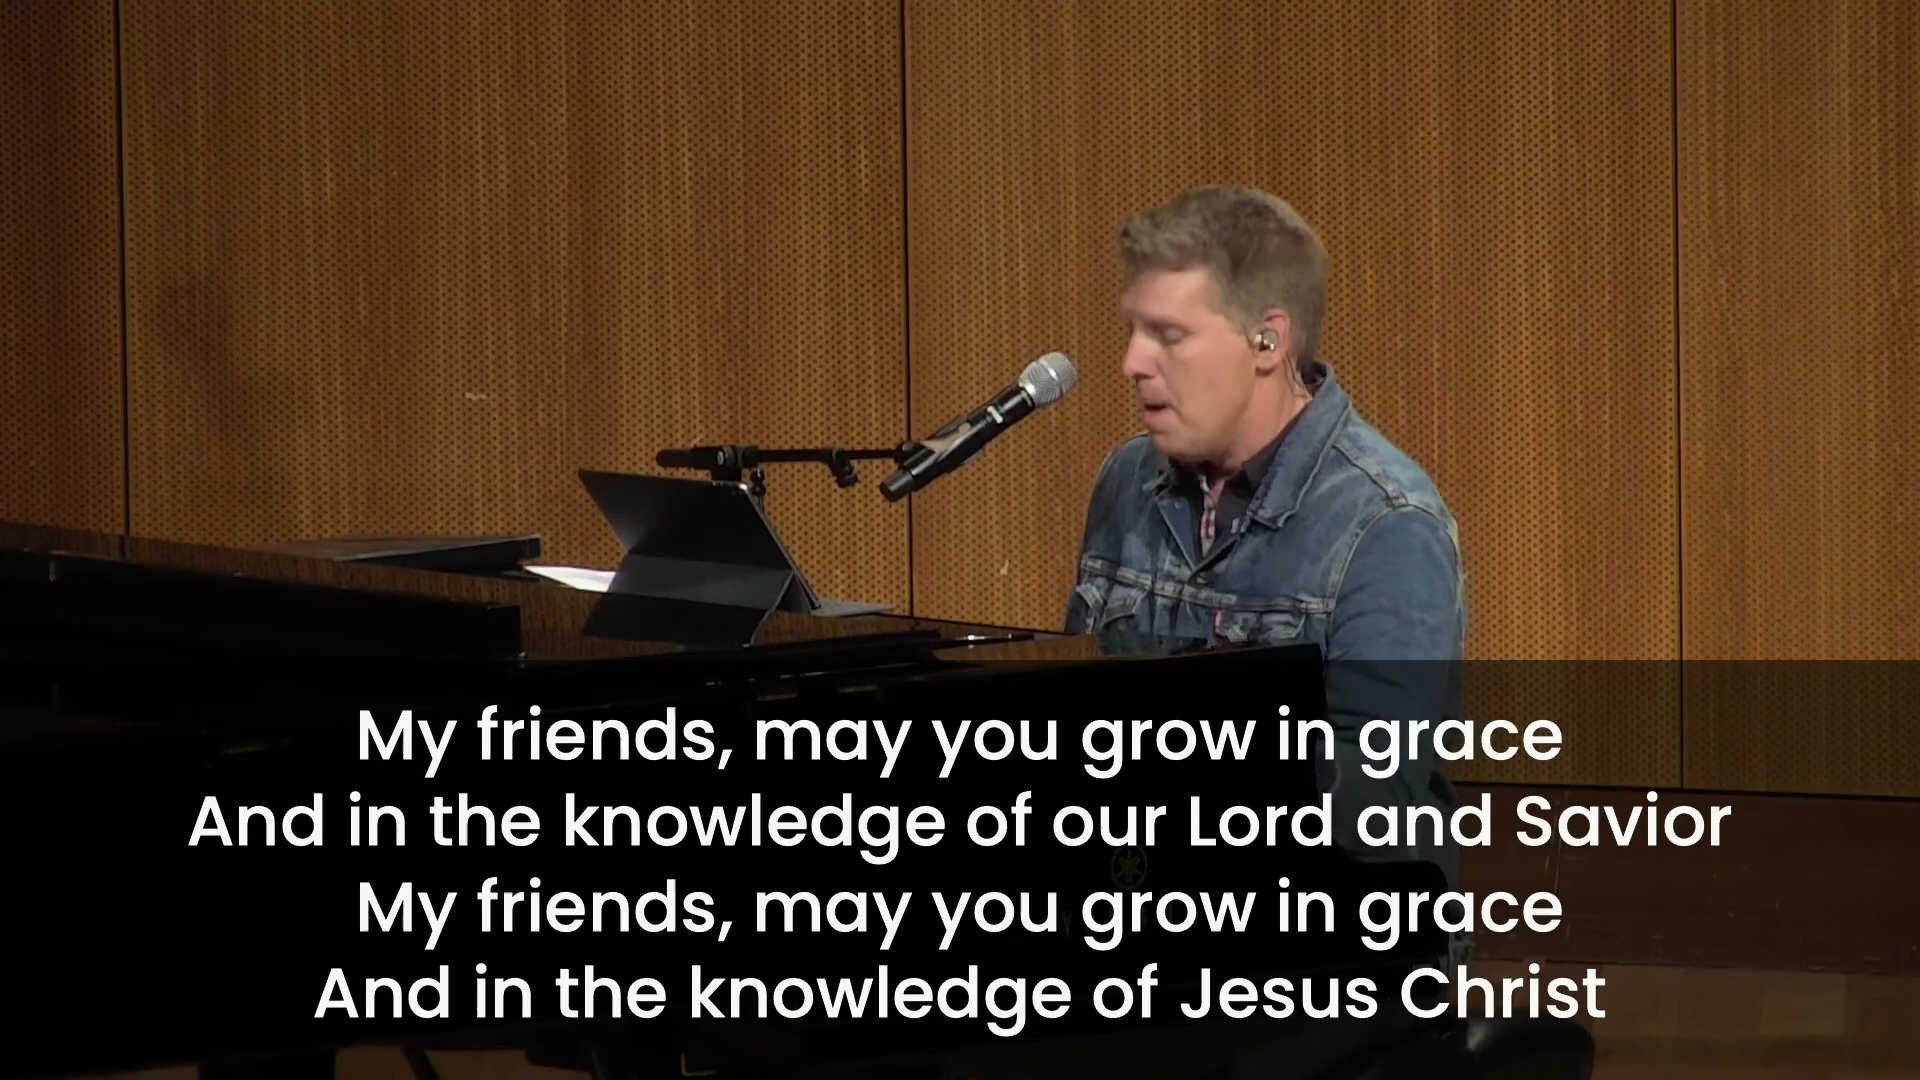 My friends, may you grow in grace
And in the knowledge of our Lord and Savior
My friends, may you grow in grace
And in the knowledge of Jesus Christ